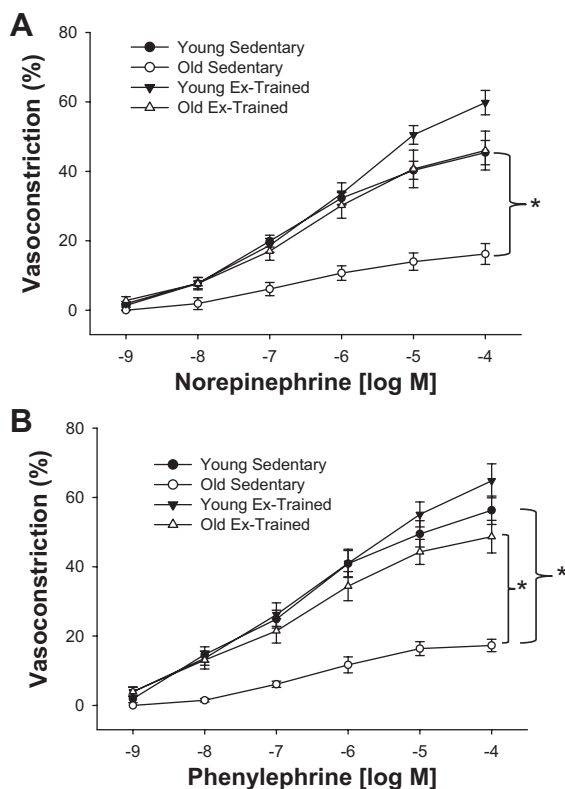 A
80
60
40
20
0
Vasoconstriction (%)
Young Sedentary
Old Sedentary
Young Ex-Trained
Old Ex-Trained
*
-9 -8 -7 -6 -5 -4
Norepinephrine [log M]
B
80
60
40
20
0
Vasoconstriction (%)
Young Sedentary
Old Sedentary
Young Ex-Trained
Old Ex-Trained
* *
-9 -8 -7 -6 -5 -4
Phenylephrine [log M]